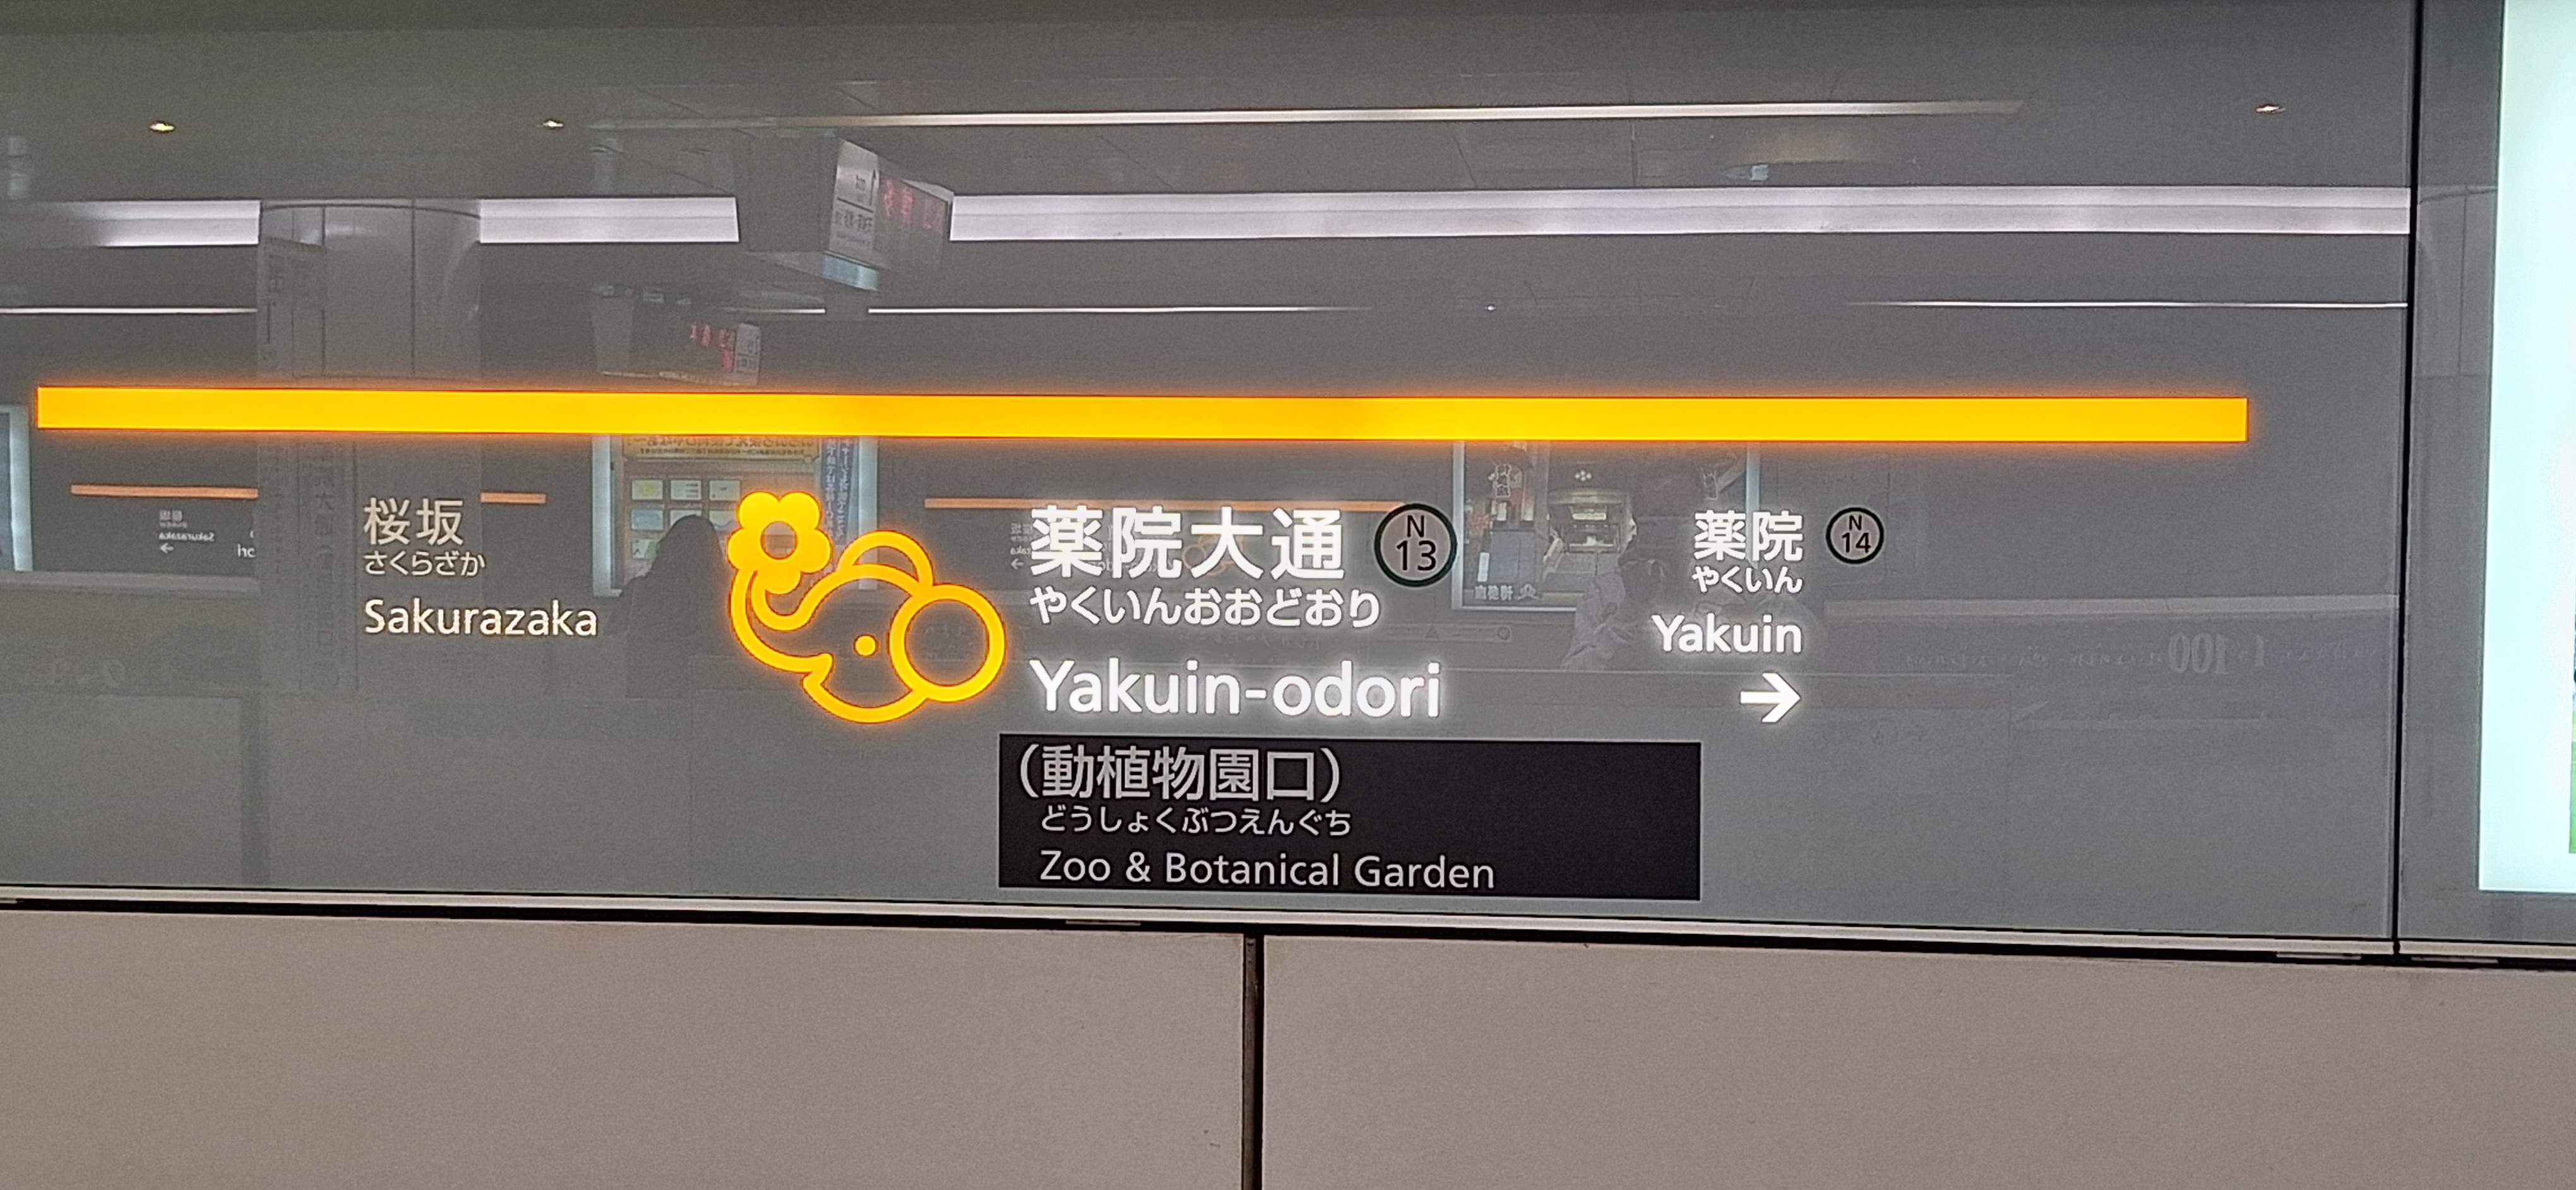 桜坂
さくらざか
Sakurazaka
薬院大通
N
13
やくいんおおどおり
Yakuin-odori
(動植物園口)
どうしょくぶつえんぐち
Zoo & Botanical Garden
薬院
N
14
やくいん
Yakuin
→